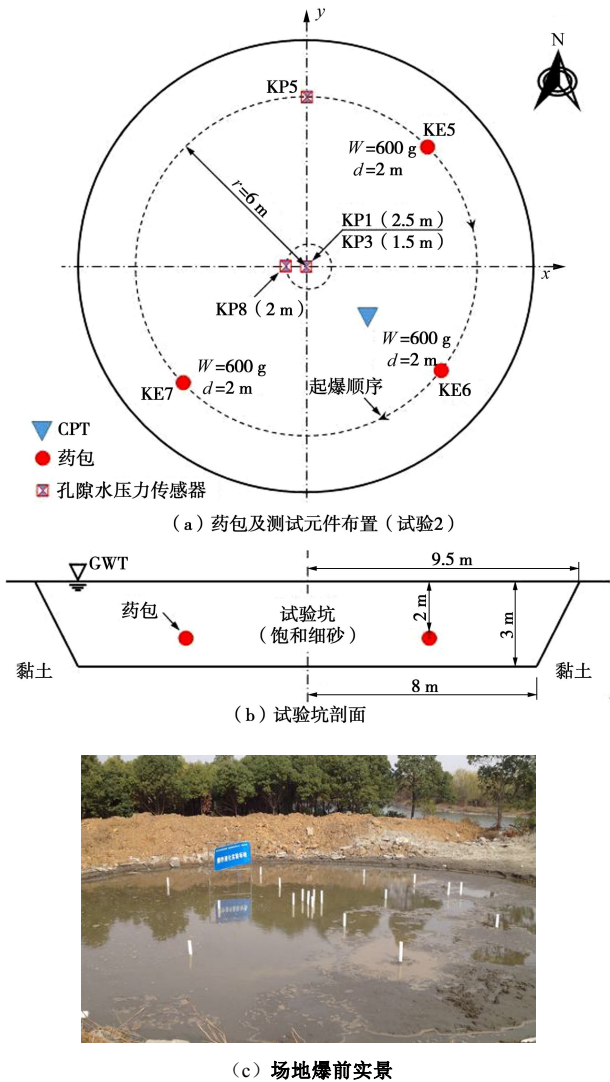 y
N
KP5
KE5
W=600 g
d=2 m
r=6 m
KP1（2.5 m）
KP3（1.5 m）
x
KP8（2 m）
W=600 g
d=2 m
W=600 g
d=2 m
KE7
KE6
起爆顺序
CPT
药包
孔隙水压力传感器
（a）药包及测试元件布置（试验2）
GWT
9.5 m
药包
试验坑
（饱和细砂）
2 m
3 m
黏土
黏土
8 m
（b）试验坑剖面
（c）场地爆前实景